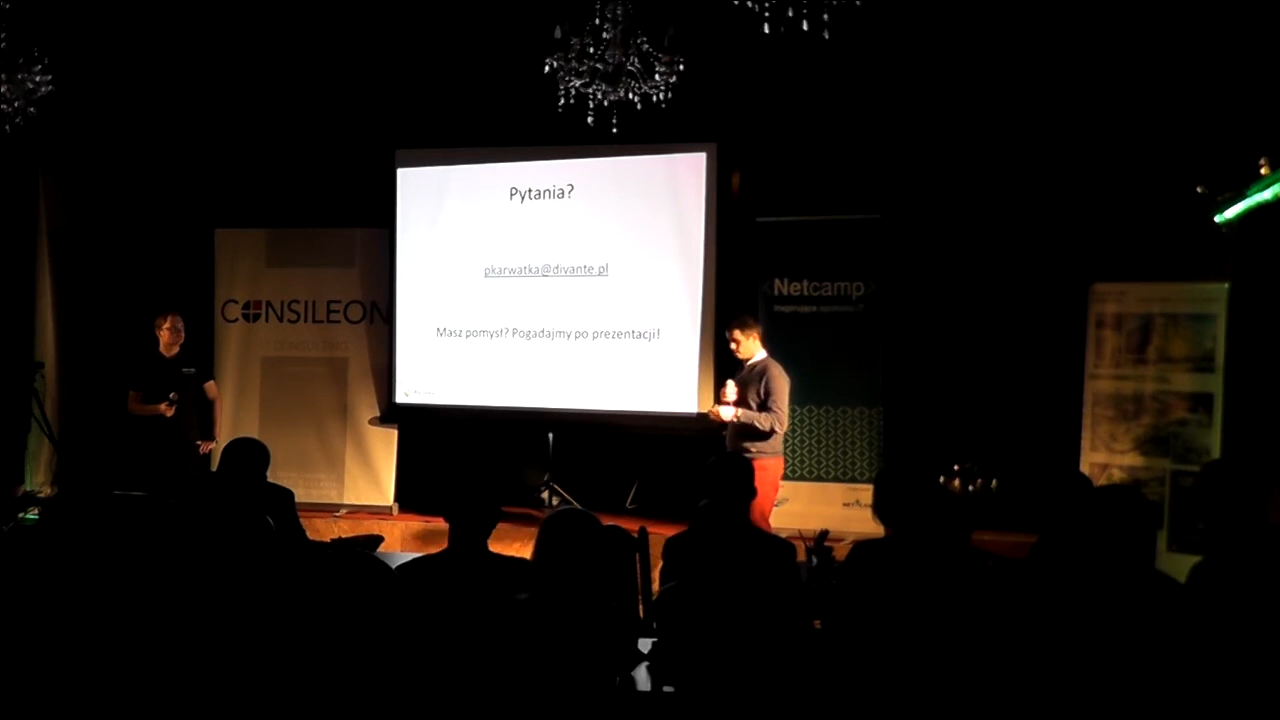 Pytania?
pkarwatka@divante.pl
Masz pomysł? Pogadajmy po prezentacji!
CONSILEON
<Netcamp>